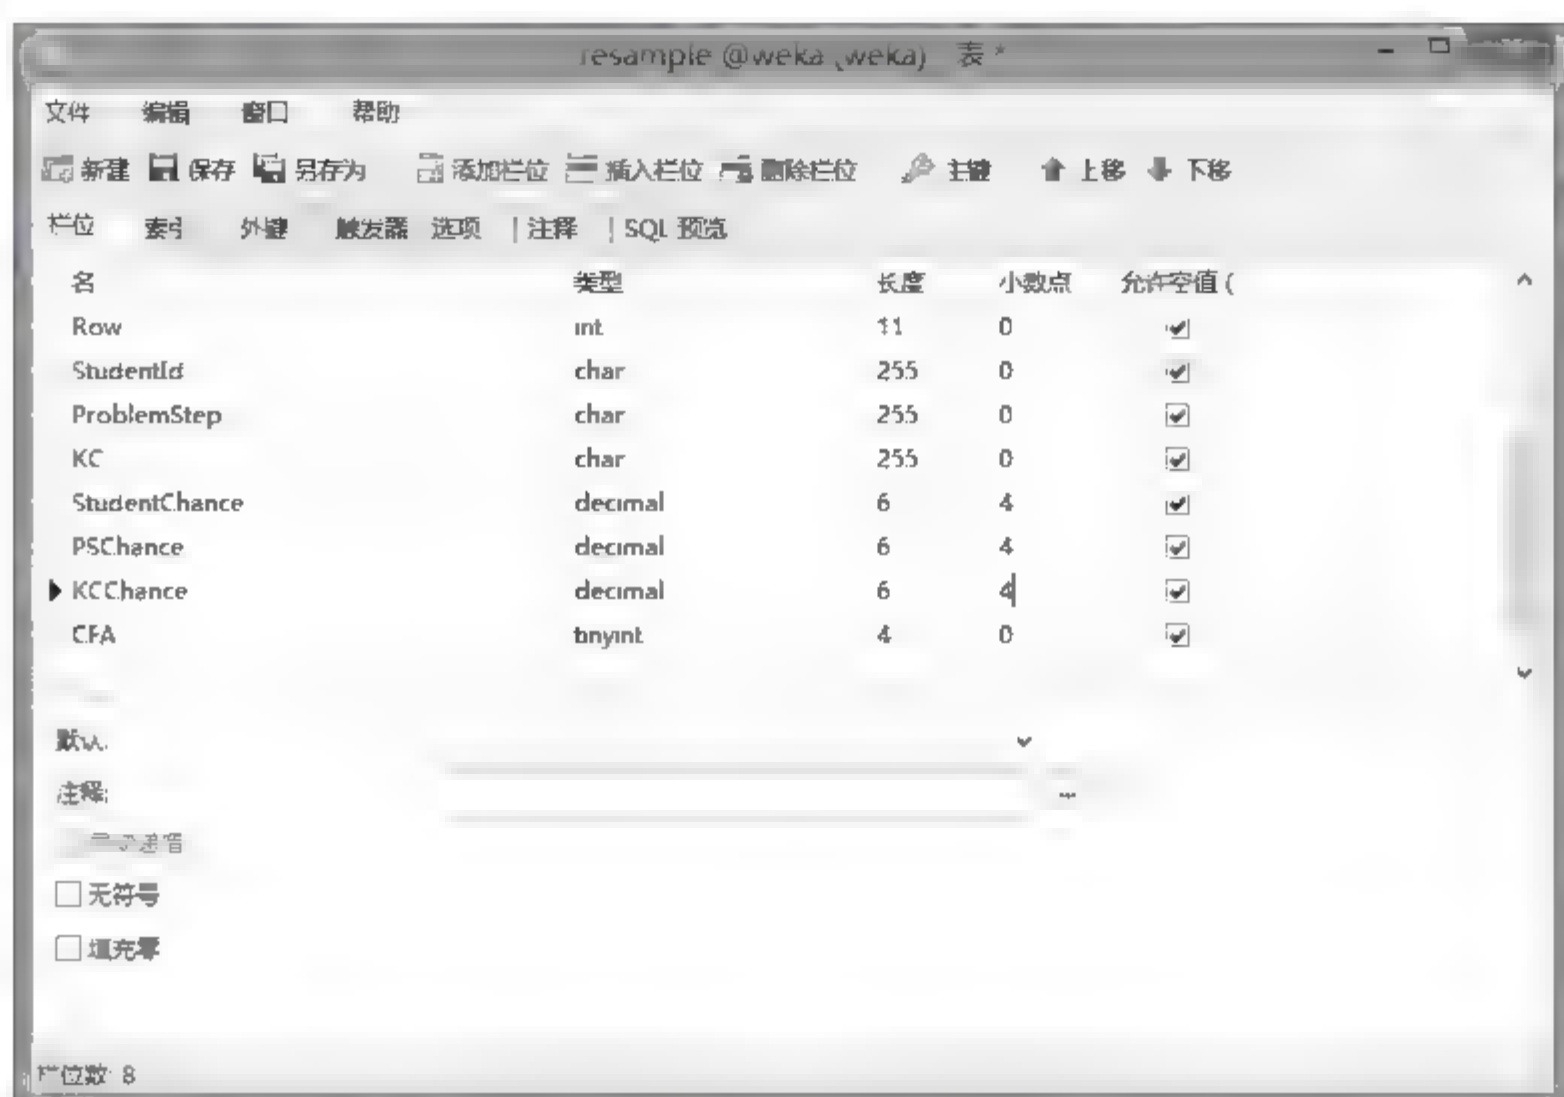 resample @weka (weka) 表 *
文件 编辑 窗口 帮助
新建 保存 另存为 添加栏位 插入栏位 删除栏位 主键 上移 下移
栏位 索引 外键 触发器 选项 注释 SQL 预览
名 类型 长度 小数点 允许空值 (
Row int 11 0
StudentId char 255 0
ProblemStep char 255 0
KC char 255 0
StudentChance decimal 6 4
PSChance decimal 6 4
KCChance decimal 6 4
CFA tinyint 4 0
默认:
注释:
自动递增
无符号
填充零
栏位数: 8